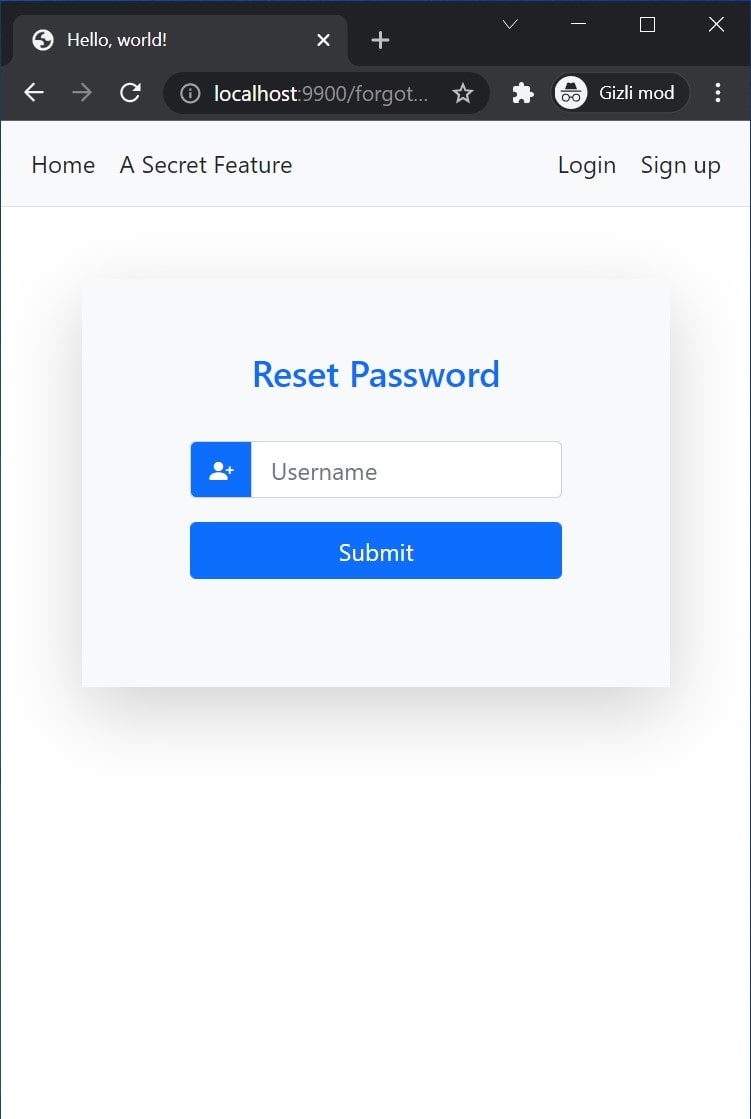 Hello, world!
localhost:9900/forgot... Gizli mod
Home A Secret Feature Login Sign up
Reset Password
Username
Submit